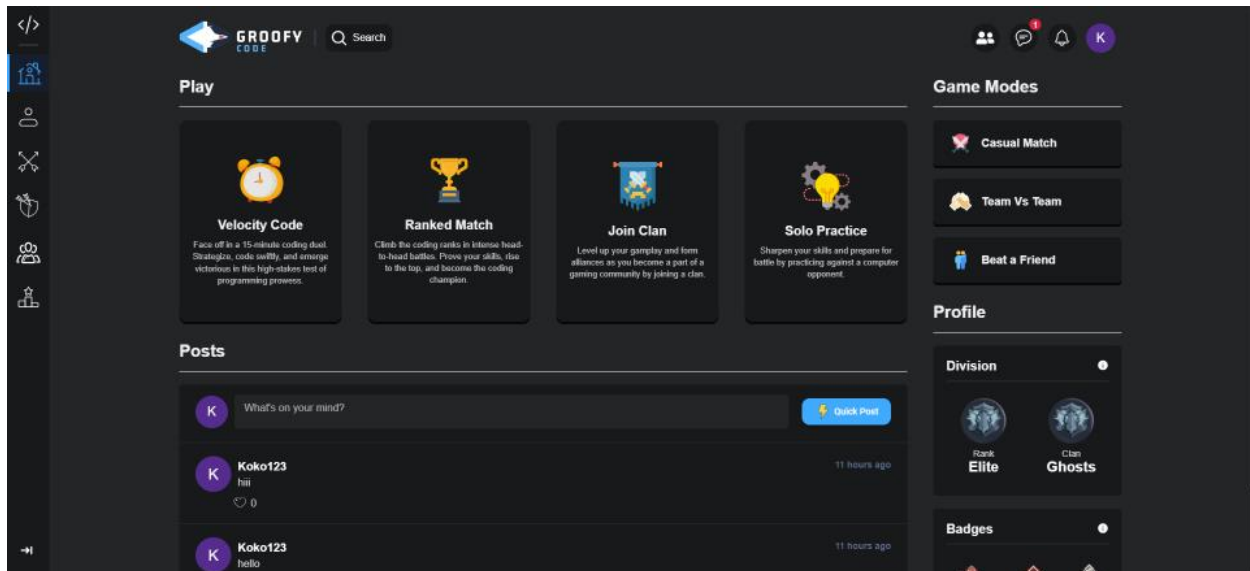 </>
GROOFY
CODE
Search
1
K
Play
Velocity Code
Face off in a 15-minute coding duel.
Strategize, code swiftly, and emerge
victorious in this high-stakes test of
programming prowess.
Ranked Match
Climb the coding ranks in intense head-
to-head battles. Prove your skills, rise
to the top, and become the coding
champion.
Join Clan
Level up your gamplay and form
alliances as you become a part of a
gaming community by joining a clan.
Solo Practice
Sharpen your skills and prepare for
battle by practicing against a computer
opponent.
Posts
K
What's on your mind?
Quick Post
K
Koko123
11 hours ago
hiii
0
K
Koko123
11 hours ago
hello
Game Modes
Casual Match
Team Vs Team
Beat a Friend
Profile
Division
Rank
Elite
Clan
Ghosts
Badges